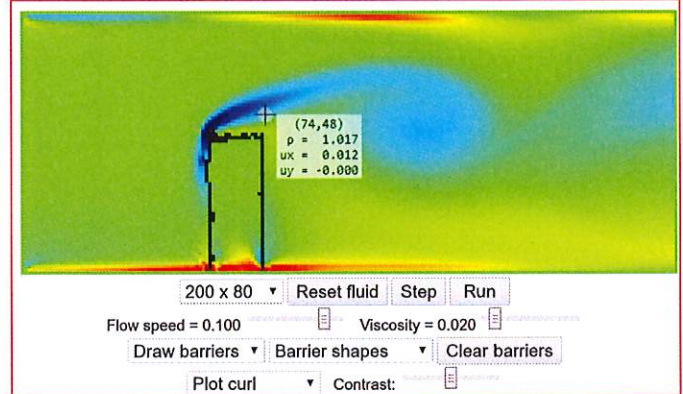 (74,48)
ρ = 1.017
ux = 0.012
uy = -0.000
200 x 80 ▼ Reset fluid Step Run
Flow speed = 0.100 Viscosity = 0.020
Draw barriers ▼ Barrier shapes ▼ Clear barriers
Plot curl ▼ Contrast: